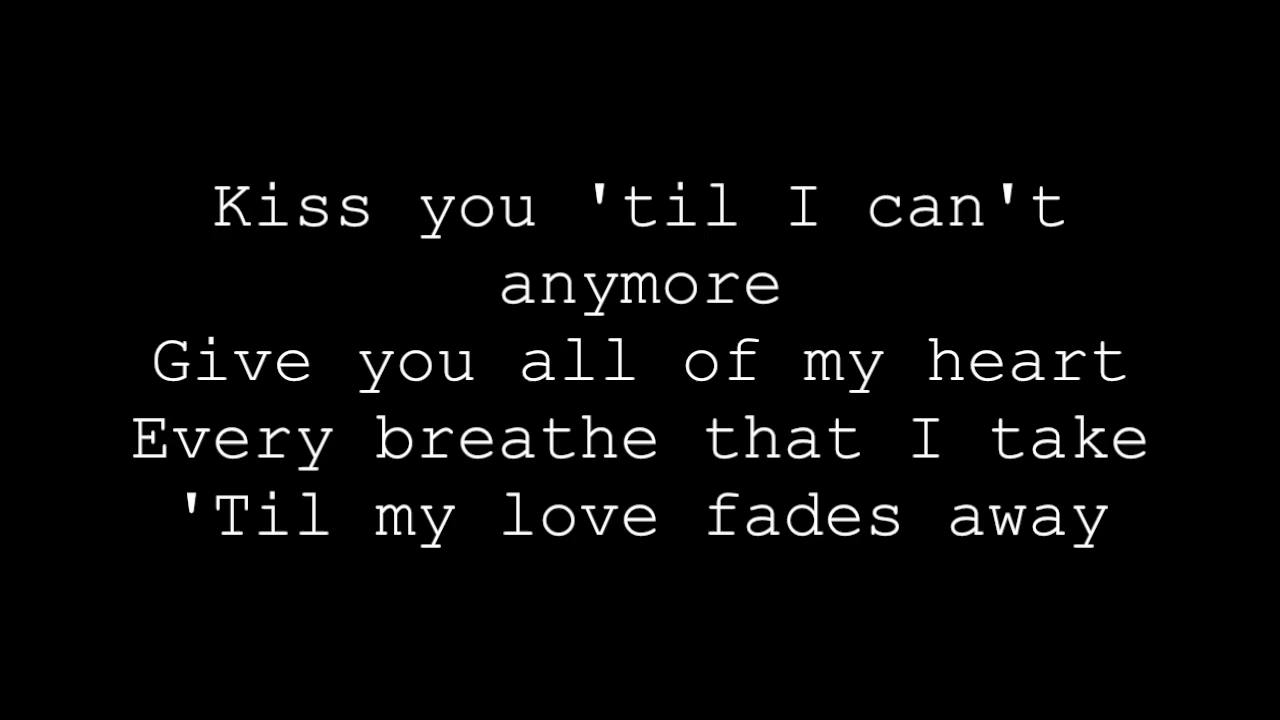 Kiss you 'til I can't
anymore
Give you all of my heart
Every breathe that I take
'Til my love fades away